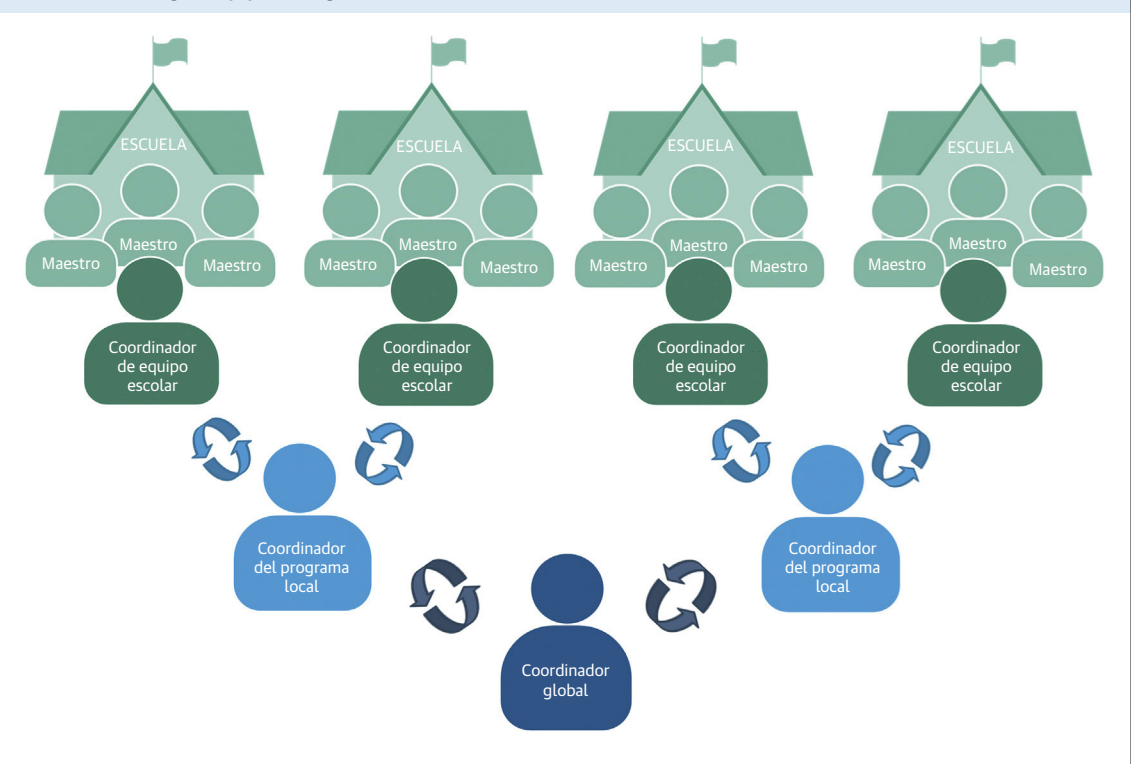 ESCUELA
ESCUELA
ESCUELA
ESCUELA
Maestro
Maestro
Maestro
Maestro
Maestro
Maestro
Maestro
Maestro
Maestro
Maestro
Maestro
Maestro
Coordinador
de equipo
escolar
Coordinador
de equipo
escolar
Coordinador
de equipo
escolar
Coordinador
de equipo
escolar
Coordinador
del programa
local
Coordinador
del programa
local
Coordinador
global